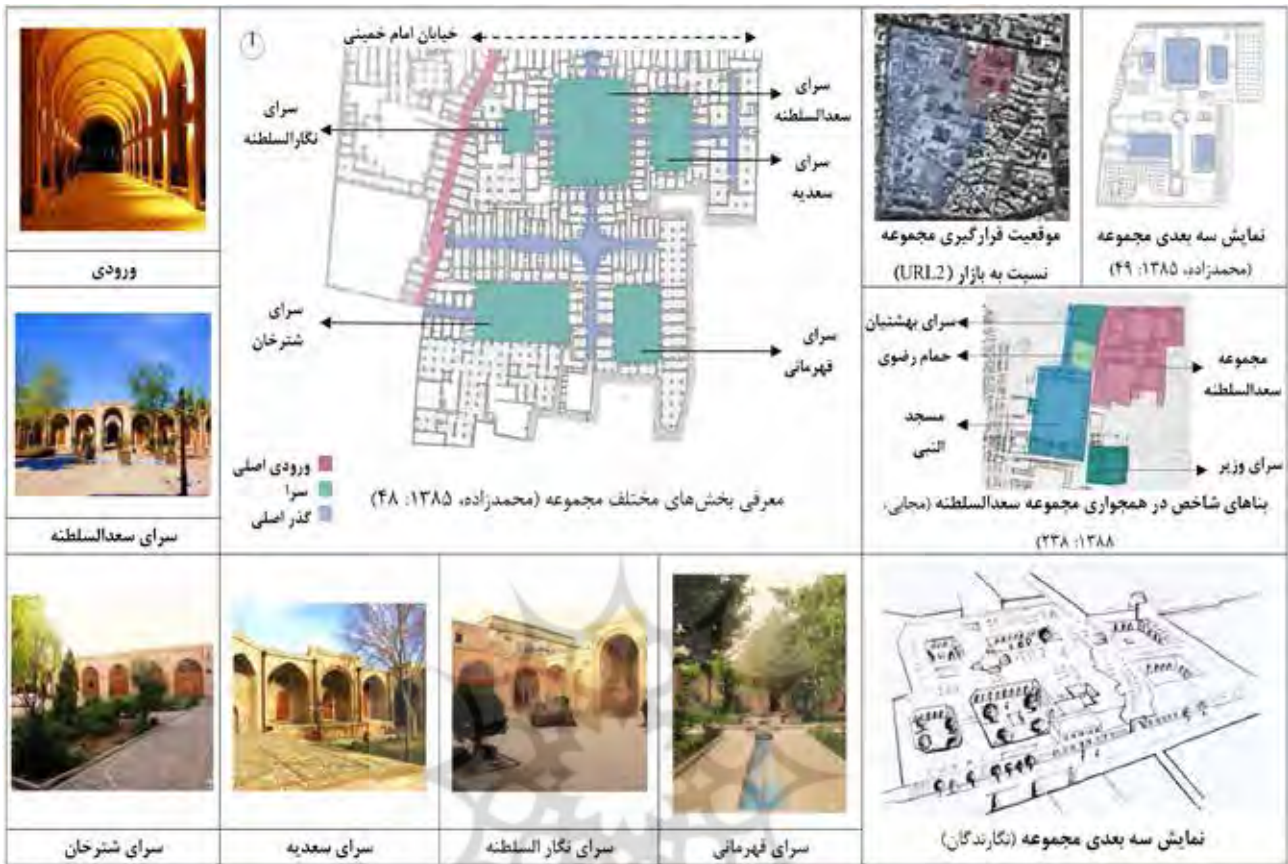 خیابان امام خمینی
سرای
سعدالسلطنه
سرای
نگارالسلطنه
سرای
سعدیه
سرای
شترخان
سرای
قهرمانی
ورودی اصلی
سرا
گذر اصلی
معرفی بخش‌های مختلف مجموعه (محمدزاده، ۱۳۸۵: ۴۸)
نمایش سه بعدی مجموعه
(محمدزاده، ۱۳۸۵: ۴۹)
موقعیت قرارگیری مجموعه
نسبت به بازار (URL2)
ورودی
سرای بهشتیان
حمام رضوی
مجموعه
سعدالسلطنه
مسجد
النبی
سرای وزیر
بناهای شاخص در همجواری مجموعه سعدالسلطنه (مجابی،
۱۳۸۸: ۲۳۸)
سرای سعدالسلطنه
نمایش سه بعدی مجموعه (نگارندگان)
سرای قهرمانی
سرای نگار السلطنه
سرای سعدیه
سرای شترخان